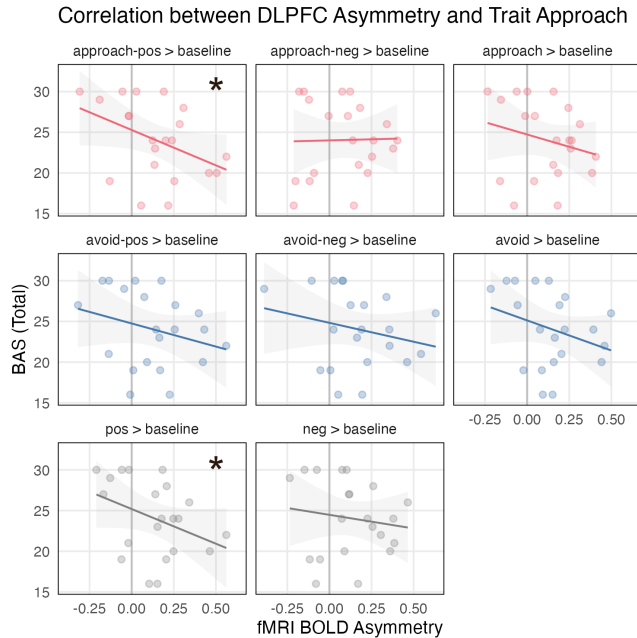 Correlation between DLPFC Asymmetry and Trait Approach
approach-pos > baseline
approach-neg > baseline
approach > baseline
*
30
25
20
15
avoid-pos > baseline
avoid-neg > baseline
avoid > baseline
BAS (Total)
30
25
20
15
-0.25 0.00 0.25 0.50
pos > baseline
neg > baseline
*
30
25
20
15
-0.25 0.00 0.25 0.50
-0.25 0.00 0.25 0.50
fMRI BOLD Asymmetry